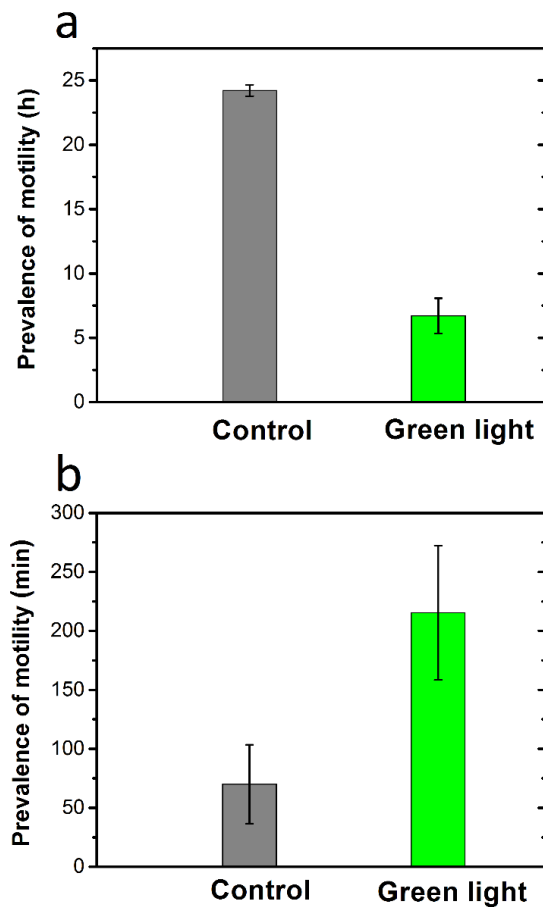 a
Prevalence of motility (h)
25
20
15
10
5
0
Control Green light
b
Prevalence of motility (min)
300
250
200
150
100
50
0
Control Green light